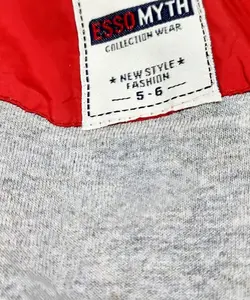 ESSO MYTH
COLLECTION WEAR
★ NEW STYLE ★
FASHION
5 - 6